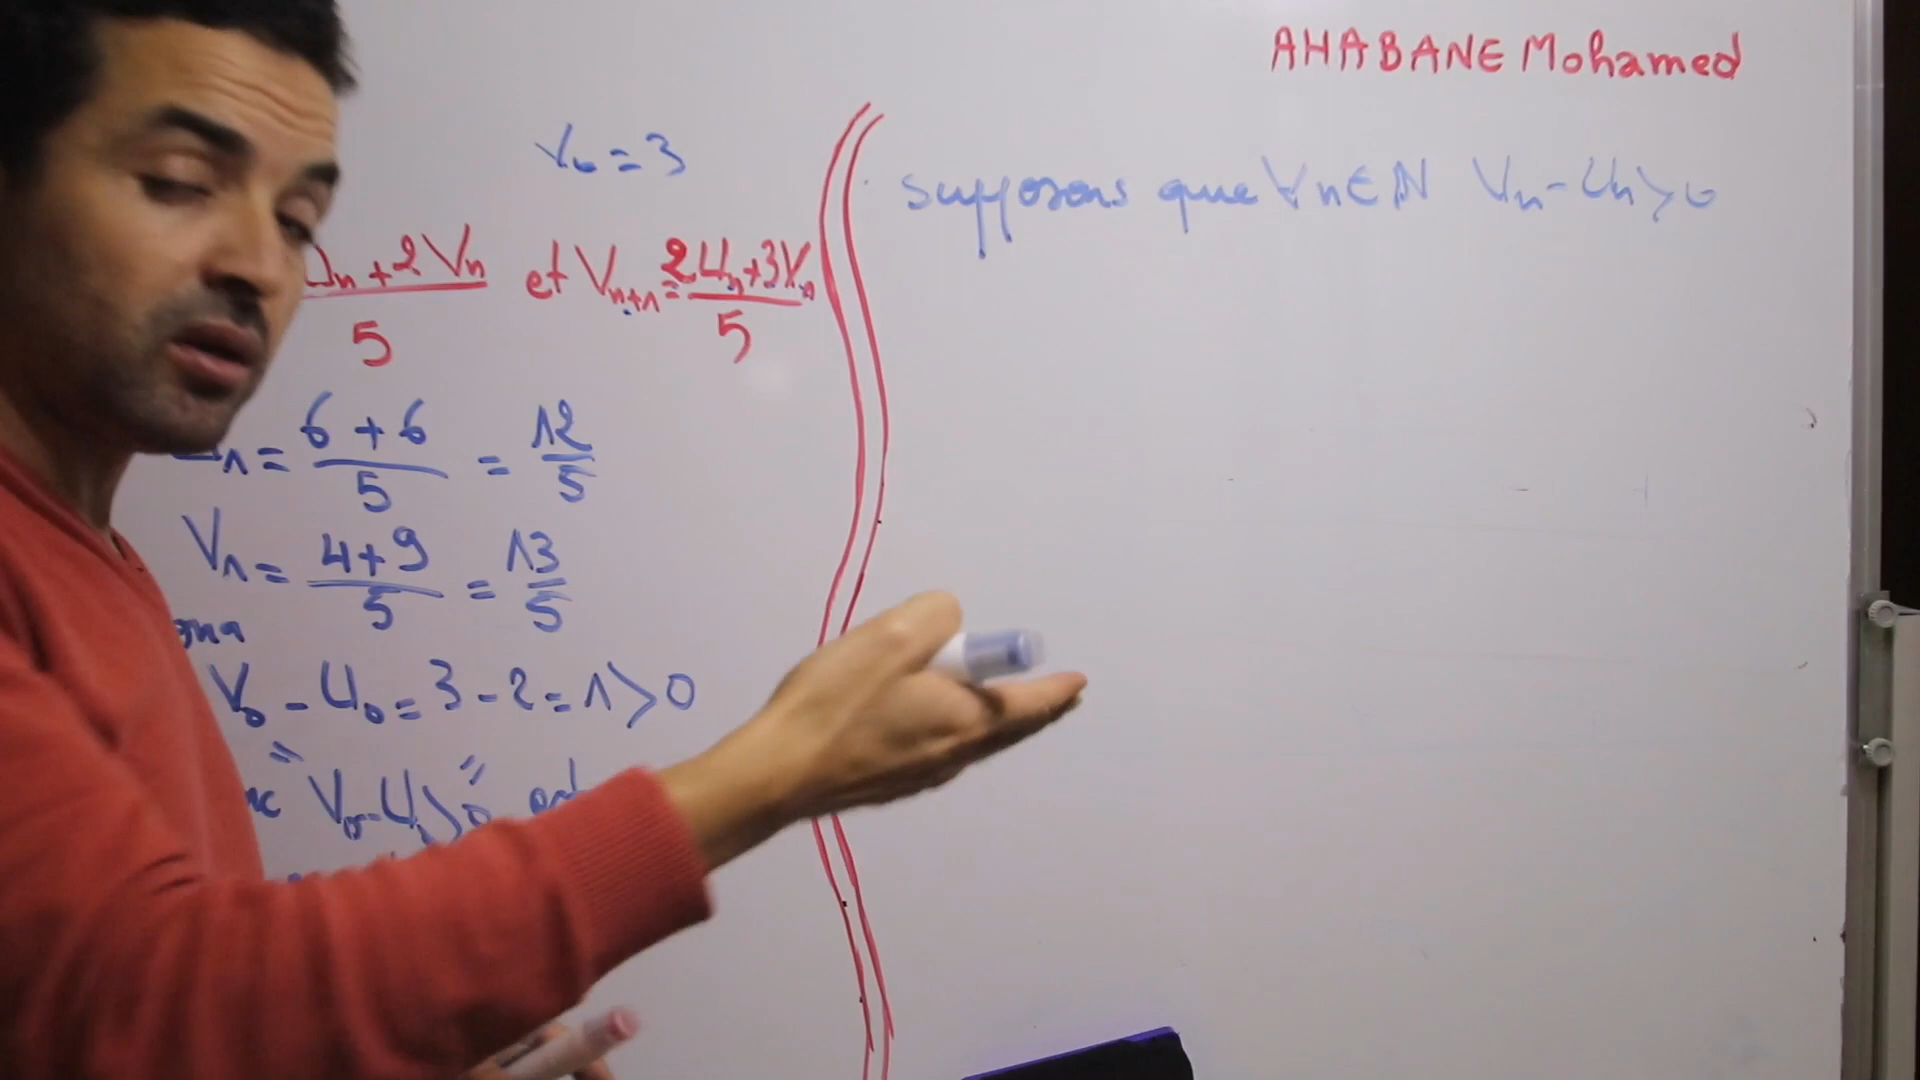 AHABANE Mohamed
V₀ = 3
Uₙ + 2Vₙ / 5 et Vₙ₊₁ = 2Uₙ + 3Vₙ / 5
₁ = 6 + 6 / 5 = 12 / 5
V₁ = 4 + 9 / 5 = 13 / 5
V₀ - U₀ = 3 - 2 = 1 > 0
" V₀ - U₀ > 0 "
supposons que ∀n∈ℕ Vₙ - Uₙ > 0